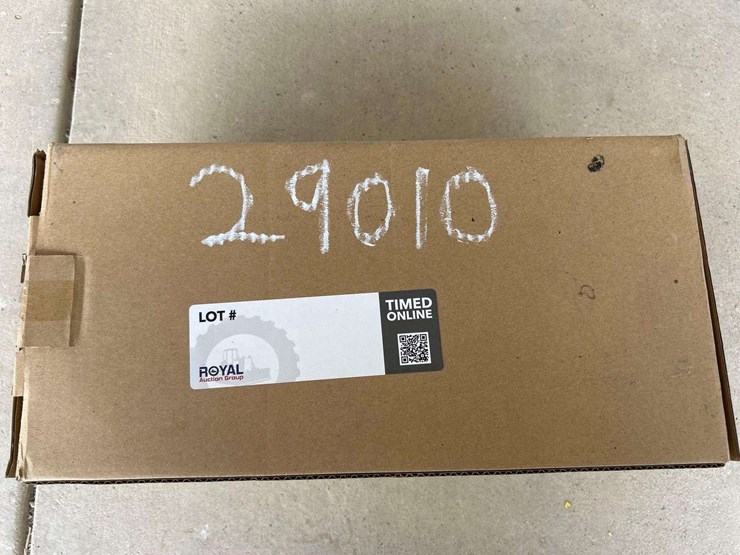 29010
LOT #
TIMED
ONLINE
ROYAL
Auction Group